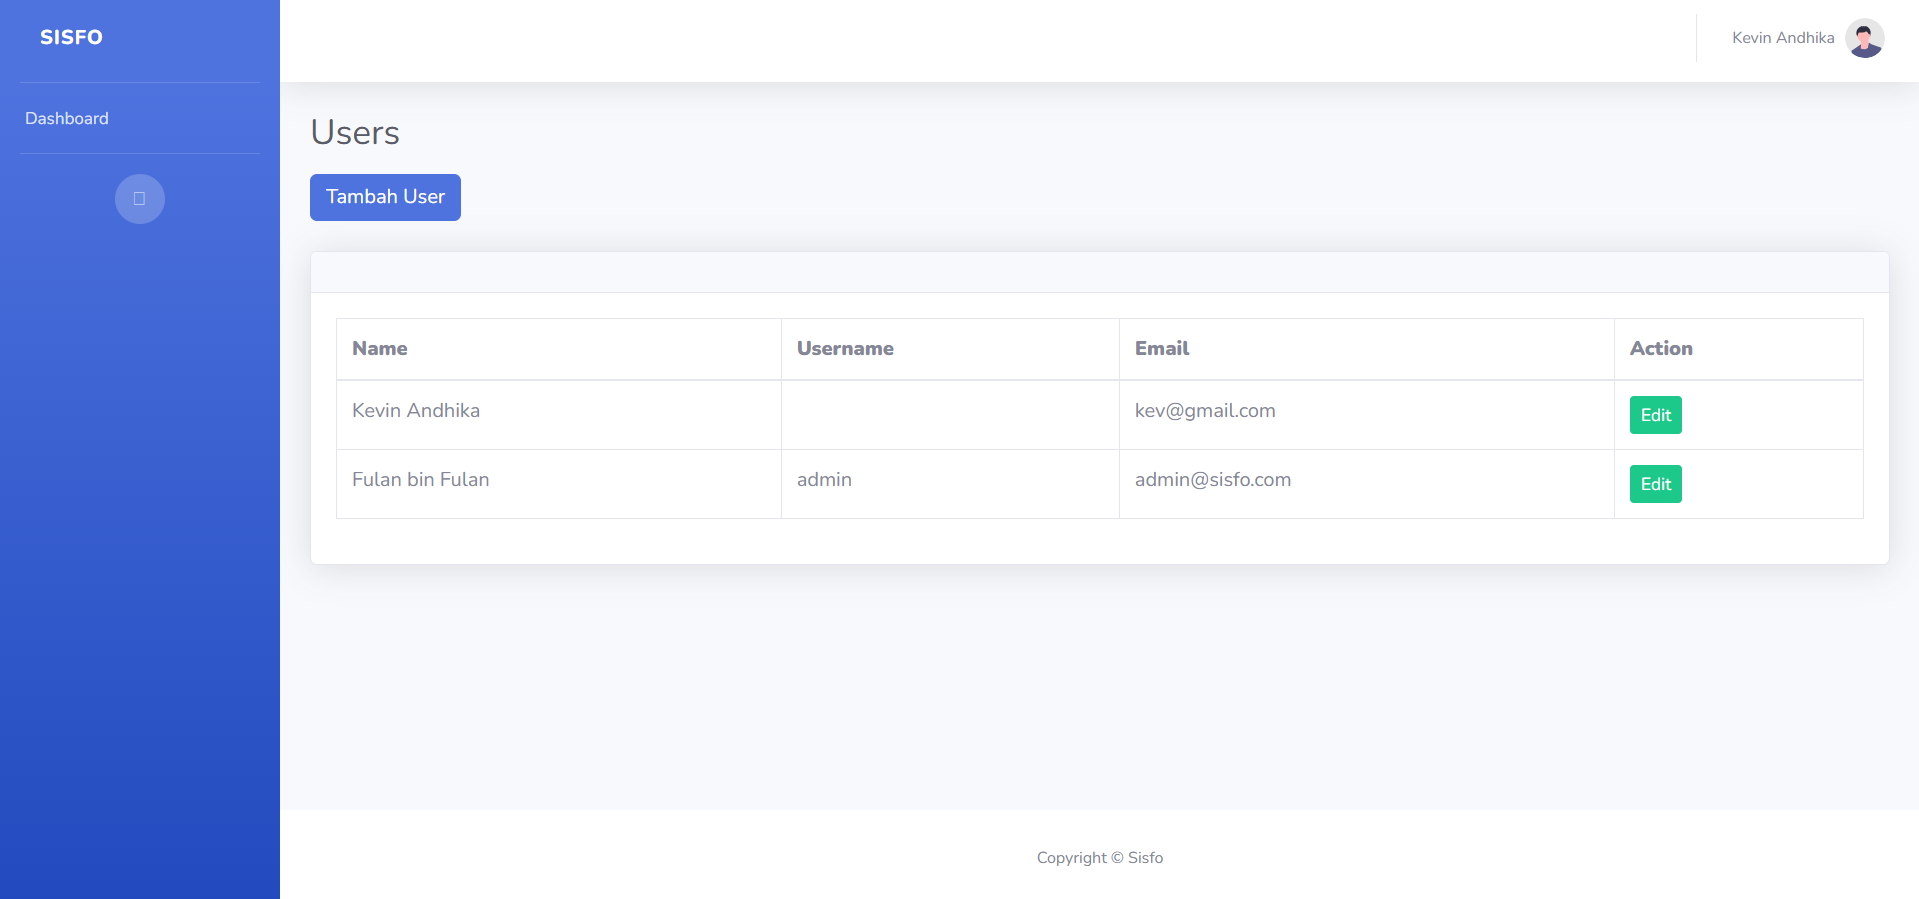 SISFO
Kevin Andhika
Dashboard
Users
Tambah User
Name Username Email Action
Kevin Andhika kev@gmail.com Edit
Fulan bin Fulan admin admin@sisfo.com Edit
Copyright © Sisfo